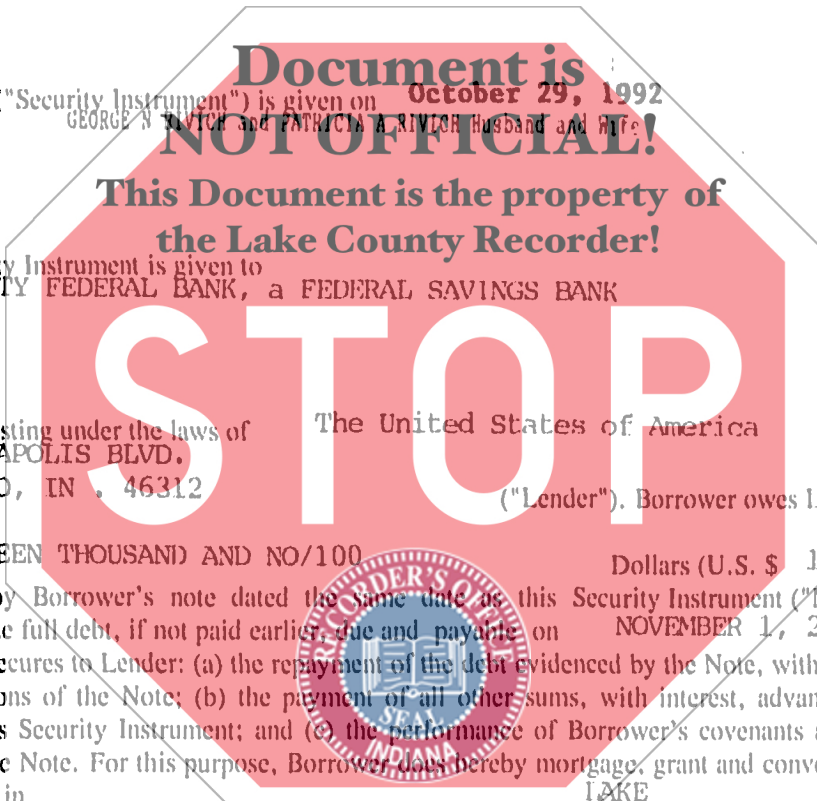 Document is
("Security Instrument") is given on October 29, 1992
GEORGE N RIVICH and PATRICIA A RIVICH Husband and Wife
NOT OFFICIAL!
This Document is the property of
the Lake County Recorder!
y Instrument is given to
TY FEDERAL BANK, a FEDERAL SAVINGS BANK
STOP
sting under the laws of The United States of America
APOLIS BLVD.
O, IN . 46312
("Lender"). Borrower owes L
EEN THOUSAND AND NO/100
Dollars (U.S. $ 1
by Borrower's note dated the same date as this Security Instrument ("N
e full debt, if not paid earlier, due and payable on NOVEMBER 1, 2
ecures to Lender: (a) the repayment of the debt evidenced by the Note, with
ons of the Note; (b) the payment of all other sums, with interest, advan
s Security Instrument; and (c) the performance of Borrower's covenants a
e Note. For this purpose, Borrower does hereby mortgage, grant and conve
in LAKE
RECORDER'S OFFICE
SEAL
INDIANA